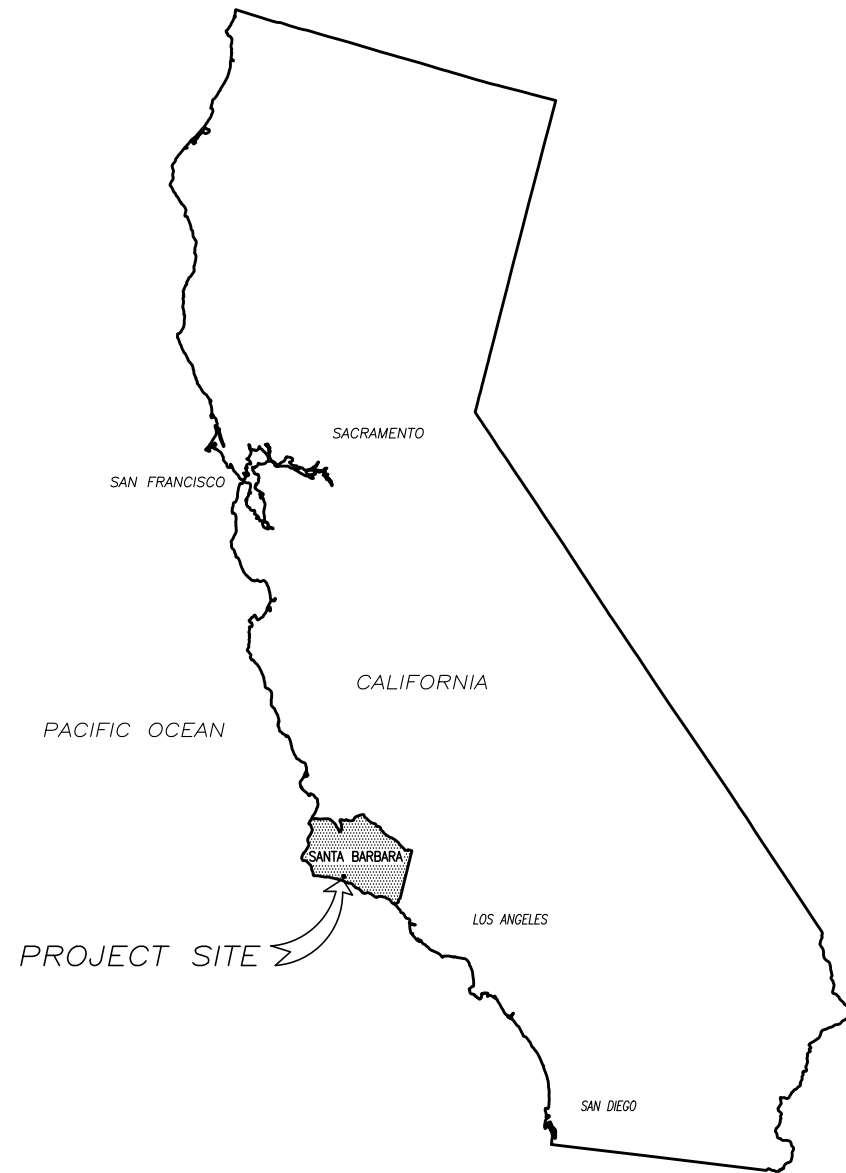 SACRAMENTO
SAN FRANCISCO
CALIFORNIA
PACIFIC OCEAN
SANTA BARBARA
LOS ANGELES
PROJECT SITE
SAN DIEGO